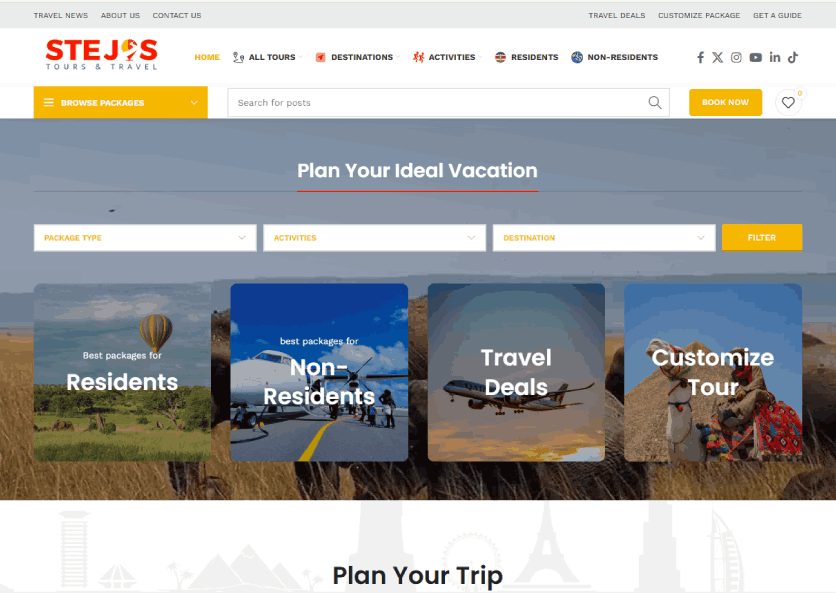 TRAVEL NEWS ABOUT US CONTACT US TRAVEL DEALS CUSTOMIZE PACKAGE GET A GUIDE
STEJOS
TOURS & TRAVEL
HOME ALL TOURS DESTINATIONS ACTIVITIES RESIDENTS NON-RESIDENTS
BROWSE PACKAGES Search for posts BOOK NOW 0
Plan Your Ideal Vacation
PACKAGE TYPE ACTIVITIES DESTINATION FILTER
Best packages for
Residents
best packages for
Non-
Residents
Travel
Deals
Customize
Tour
Plan Your Trip